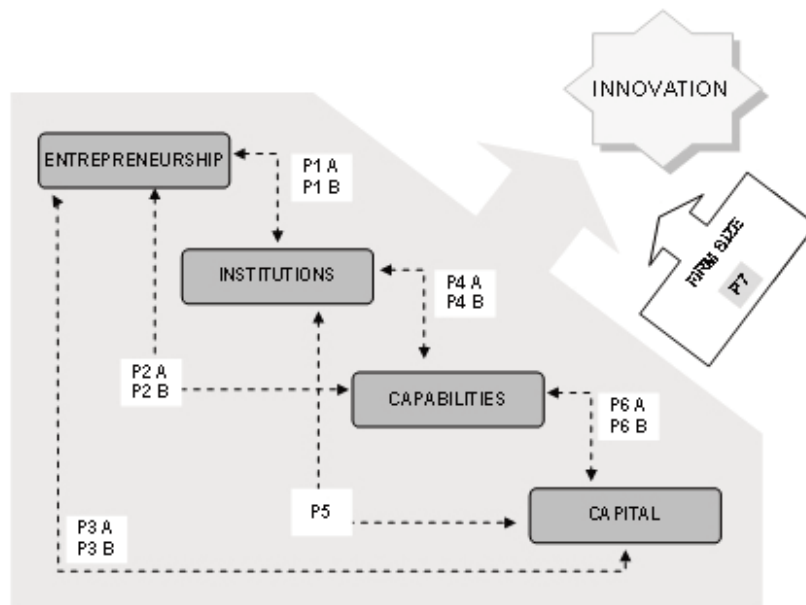 INNOVATION
ENTREPRENEURSHIP
P1 A
P1 B
FIRM SIZE
P7
INSTITUTIONS
P4 A
P4 B
P2 A
P2 B
CAPABILITIES
P6 A
P6 B
P5
CAPITAL
P3 A
P3 B